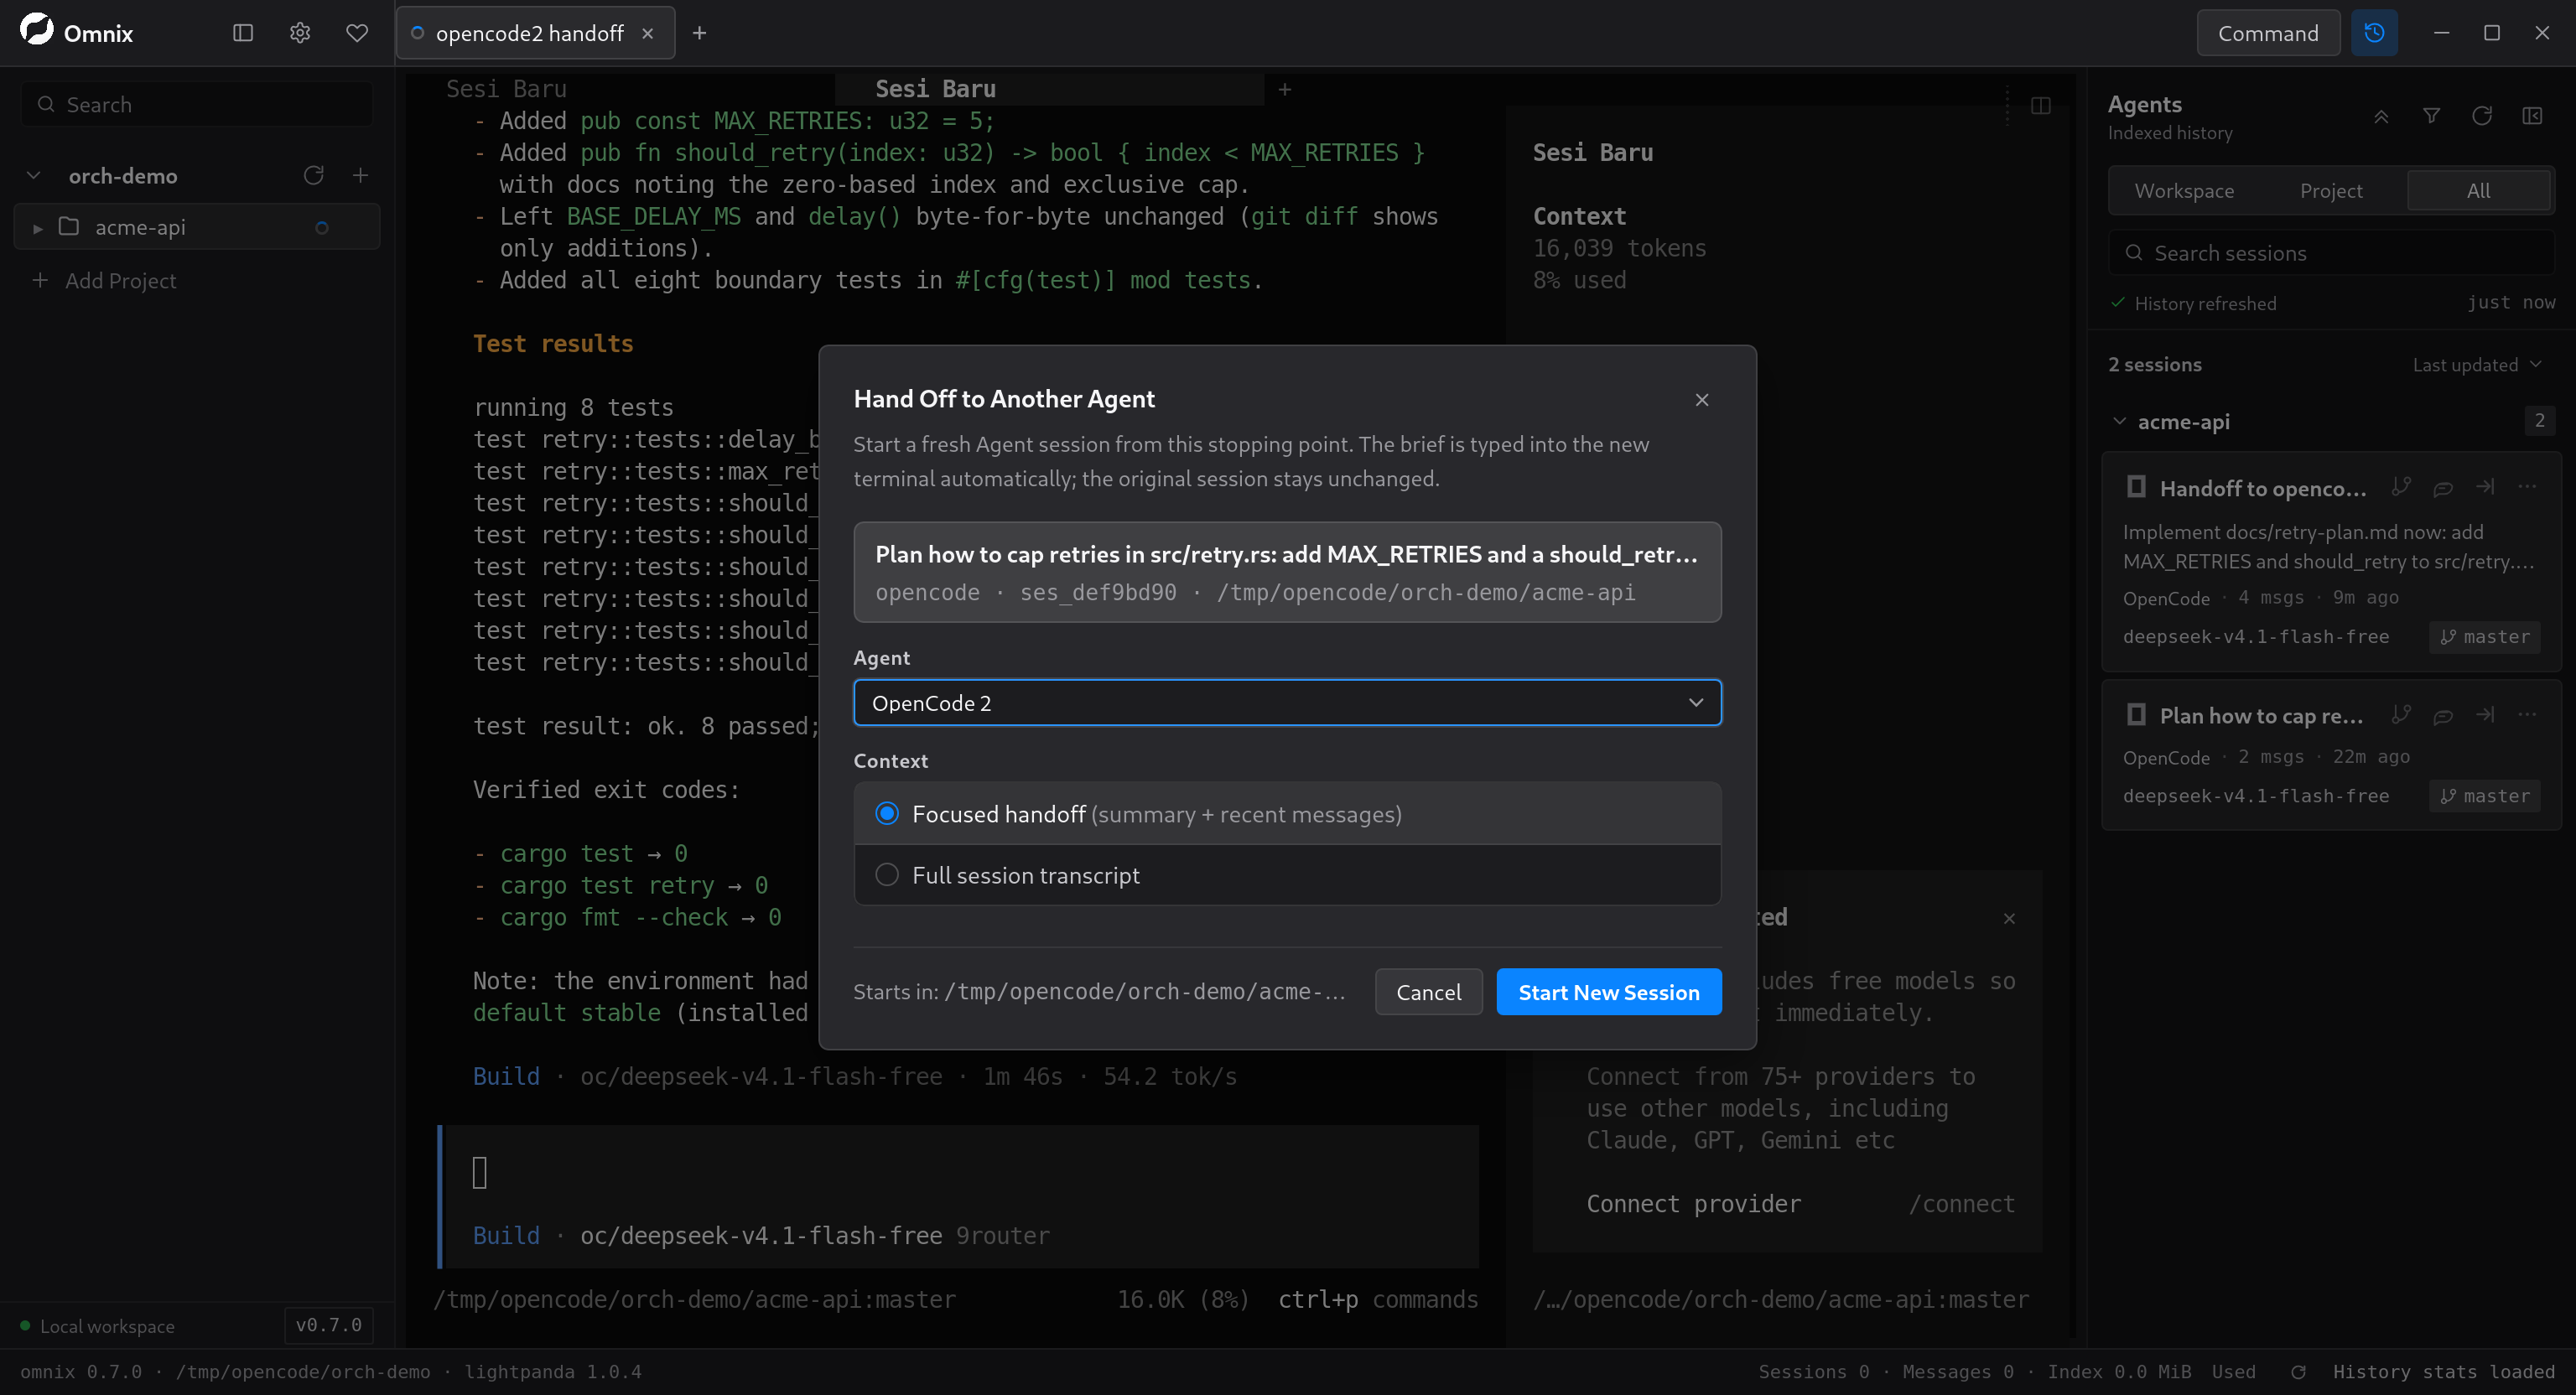 Omnix
opencode2 handoff
Command
Search
orch-demo
acme-api
Add Project
Local workspace
v0.7.0
Sesi Baru
Sesi Baru
- Added pub const MAX_RETRIES: u32 = 5;
- Added pub fn should_retry(index: u32) -> bool { index < MAX_RETRIES }
with docs noting the zero-based index and exclusive cap.
- Left BASE_DELAY_MS and delay() byte-for-byte unchanged (git diff shows
only additions).
- Added all eight boundary tests in #[cfg(test)] mod tests.
Test results
running 8 tests
test retry::tests::delay_b
test retry::tests::max_ret
test retry::tests::should_
test retry::tests::should_
test retry::tests::should_
test retry::tests::should_
test retry::tests::should_
test retry::tests::should_
test result: ok. 8 passed;
Verified exit codes:
- cargo test → 0
- cargo test retry → 0
- cargo fmt --check → 0
Note: the environment had
default stable (installed
Build · oc/deepseek-v4.1-flash-free · 1m 46s · 54.2 tok/s
Build · oc/deepseek-v4.1-flash-free 9router
/tmp/opencode/orch-demo/acme-api:master
16.0K (8%) ctrl+p commands
Sesi Baru
Context
16,039 tokens
8% used
ted
ludes free models so
immediately.
Connect from 75+ providers to
use other models, including
Claude, GPT, Gemini etc
Connect provider /connect
/…/opencode/orch-demo/acme-api:master
Hand Off to Another Agent
Start a fresh Agent session from this stopping point. The brief is typed into the new
terminal automatically; the original session stays unchanged.
Plan how to cap retries in src/retry.rs: add MAX_RETRIES and a should_retr...
opencode · ses_def9bd90 · /tmp/opencode/orch-demo/acme-api
Agent
OpenCode 2
Context
Focused handoff (summary + recent messages)
Full session transcript
Starts in: /tmp/opencode/orch-demo/acme-...
Cancel
Start New Session
Agents
Indexed history
Workspace
Project
All
Search sessions
History refreshed
just now
2 sessions
Last updated
acme-api
2
Handoff to openco...
Implement docs/retry-plan.md now: add
MAX_RETRIES and should_retry to src/retry....
OpenCode · 4 msgs · 9m ago
deepseek-v4.1-flash-free
master
Plan how to cap re...
OpenCode · 2 msgs · 22m ago
deepseek-v4.1-flash-free
master
omnix 0.7.0 · /tmp/opencode/orch-demo · lightpanda 1.0.4
Sessions 0 · Messages 0 · Index 0.0 MiB Used
History stats loaded